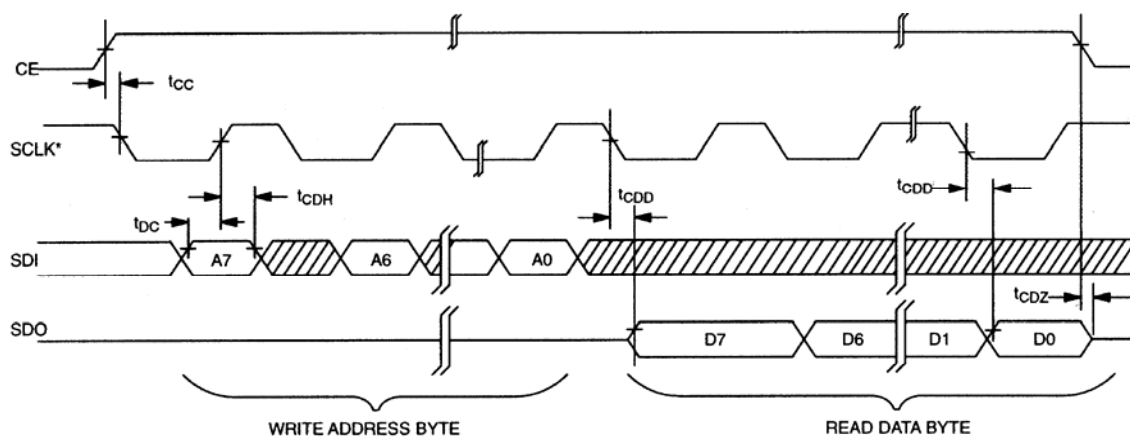 CE
tCC
SCLK*
tCDH
tDC
tCDD
tCDD
SDI
A7
A6
A0
tCDZ
SDO
D7
D6
D1
D0
WRITE ADDRESS BYTE
READ DATA BYTE